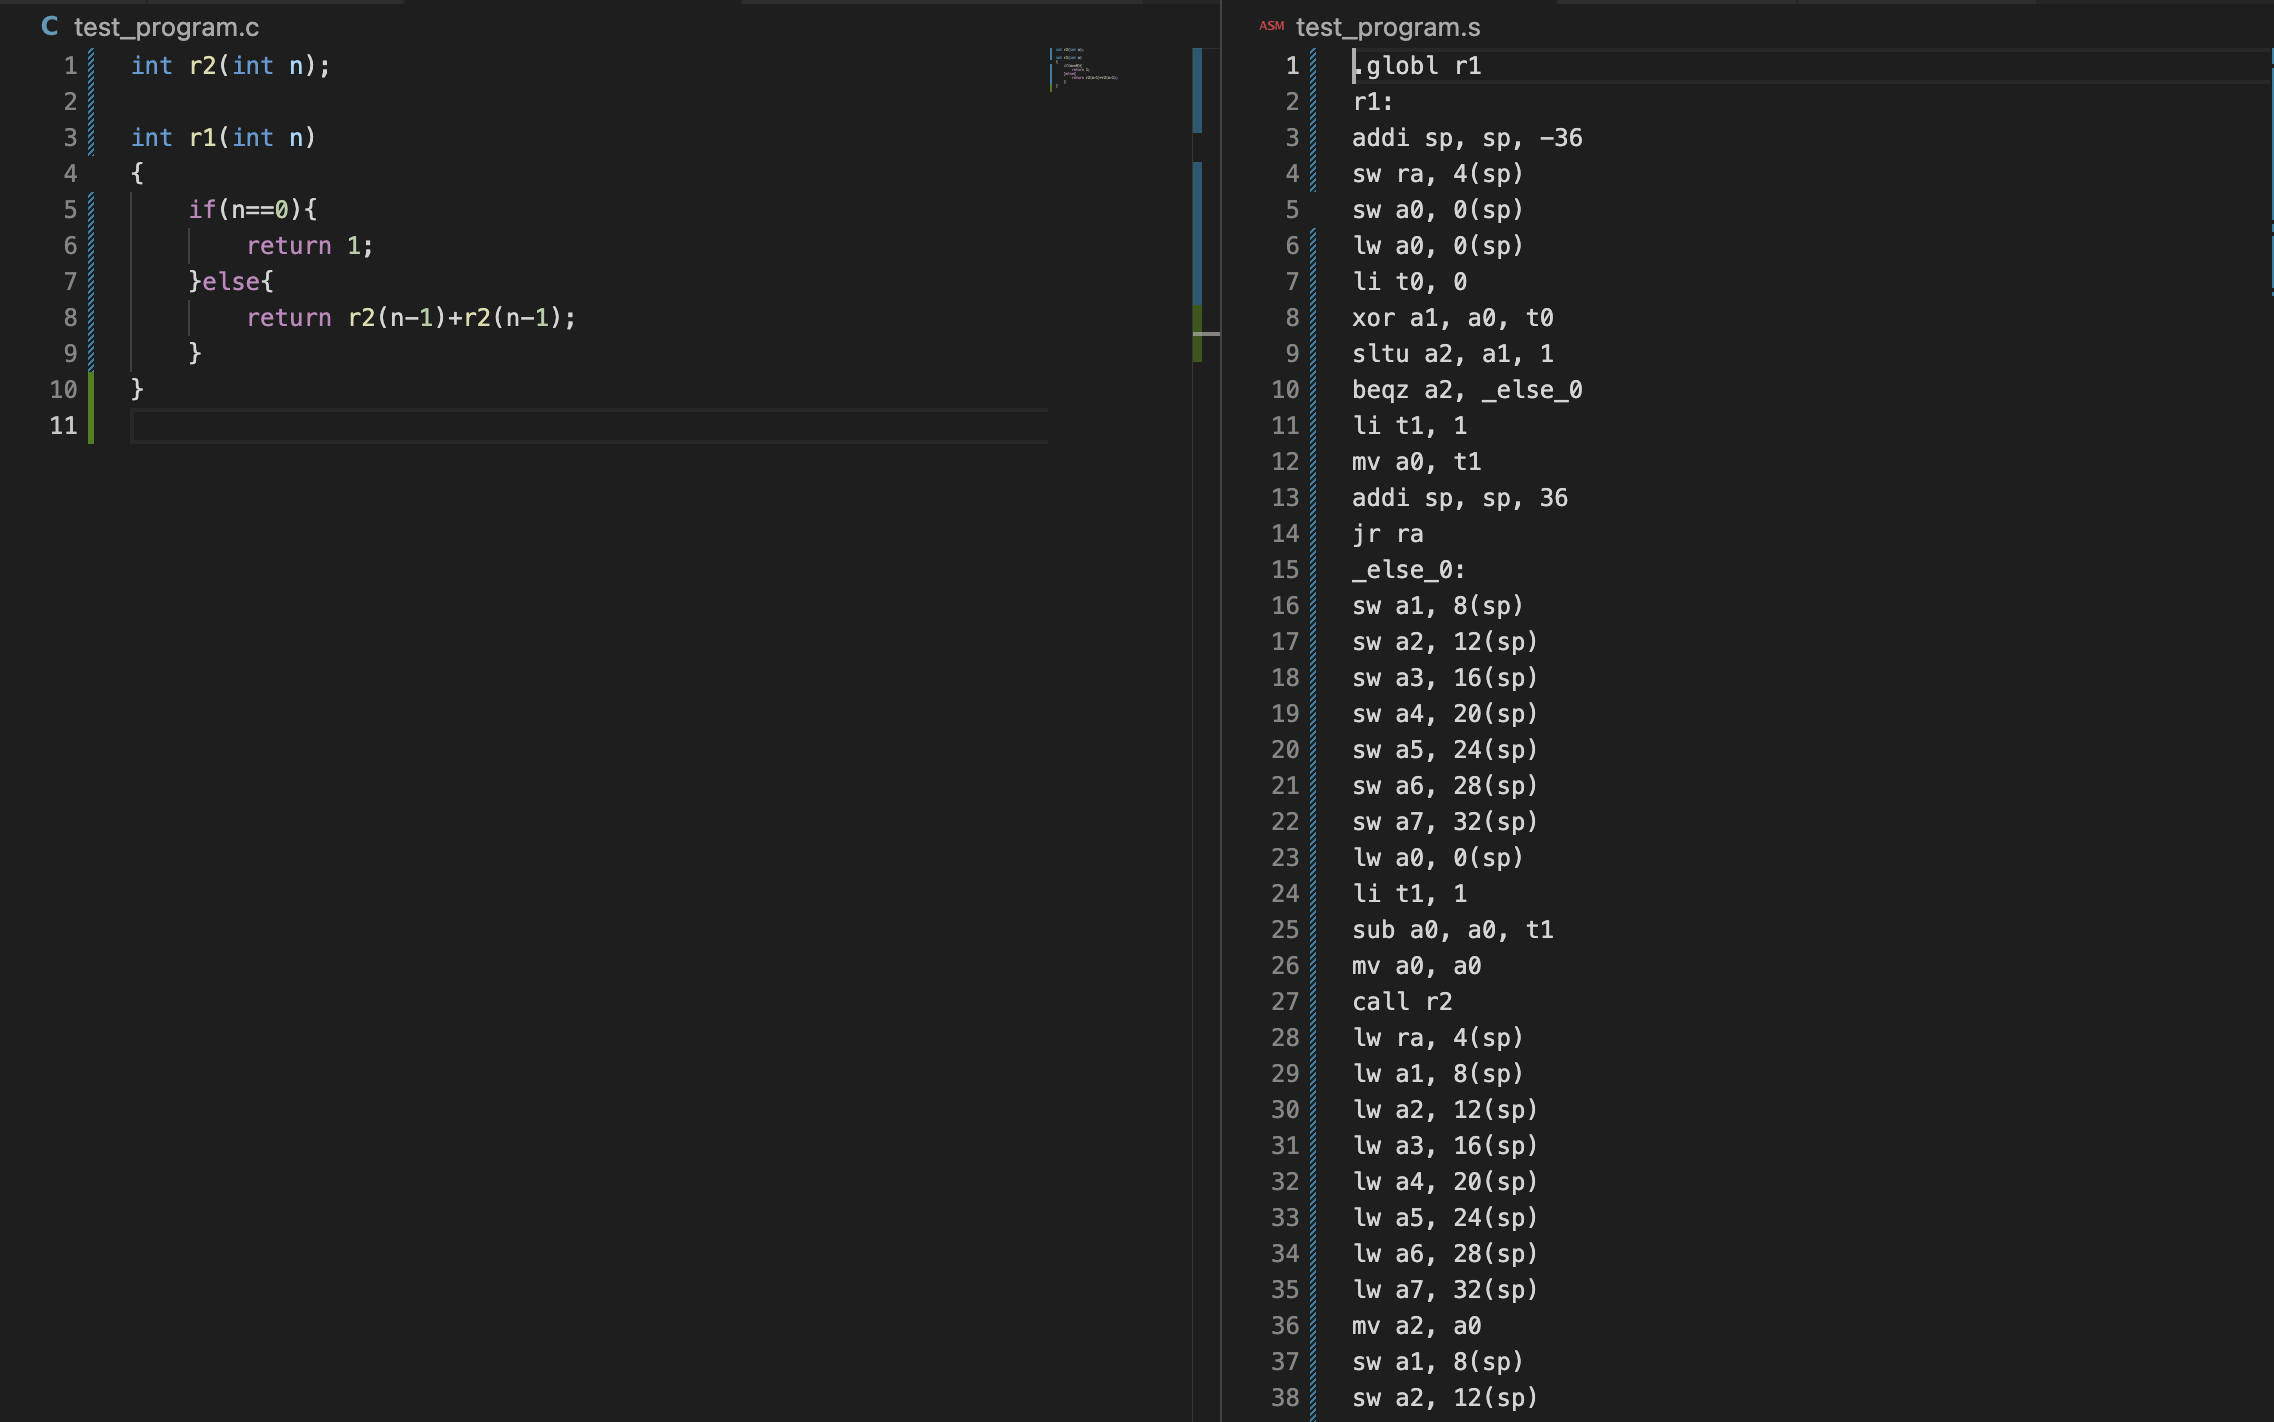 C test_program.c
1 int r2(int n);
2
3 int r1(int n)
4 {
5     if(n==0){
6         return 1;
7     }else{
8         return r2(n-1)+r2(n-1);
9     }
10 }
11
ASM test_program.s
1 .globl r1
2 r1:
3 addi sp, sp, -36
4 sw ra, 4(sp)
5 sw a0, 0(sp)
6 lw a0, 0(sp)
7 li t0, 0
8 xor a1, a0, t0
9 sltu a2, a1, 1
10 beqz a2, _else_0
11 li t1, 1
12 mv a0, t1
13 addi sp, sp, 36
14 jr ra
15 _else_0:
16 sw a1, 8(sp)
17 sw a2, 12(sp)
18 sw a3, 16(sp)
19 sw a4, 20(sp)
20 sw a5, 24(sp)
21 sw a6, 28(sp)
22 sw a7, 32(sp)
23 lw a0, 0(sp)
24 li t1, 1
25 sub a0, a0, t1
26 mv a0, a0
27 call r2
28 lw ra, 4(sp)
29 lw a1, 8(sp)
30 lw a2, 12(sp)
31 lw a3, 16(sp)
32 lw a4, 20(sp)
33 lw a5, 24(sp)
34 lw a6, 28(sp)
35 lw a7, 32(sp)
36 mv a2, a0
37 sw a1, 8(sp)
38 sw a2, 12(sp)